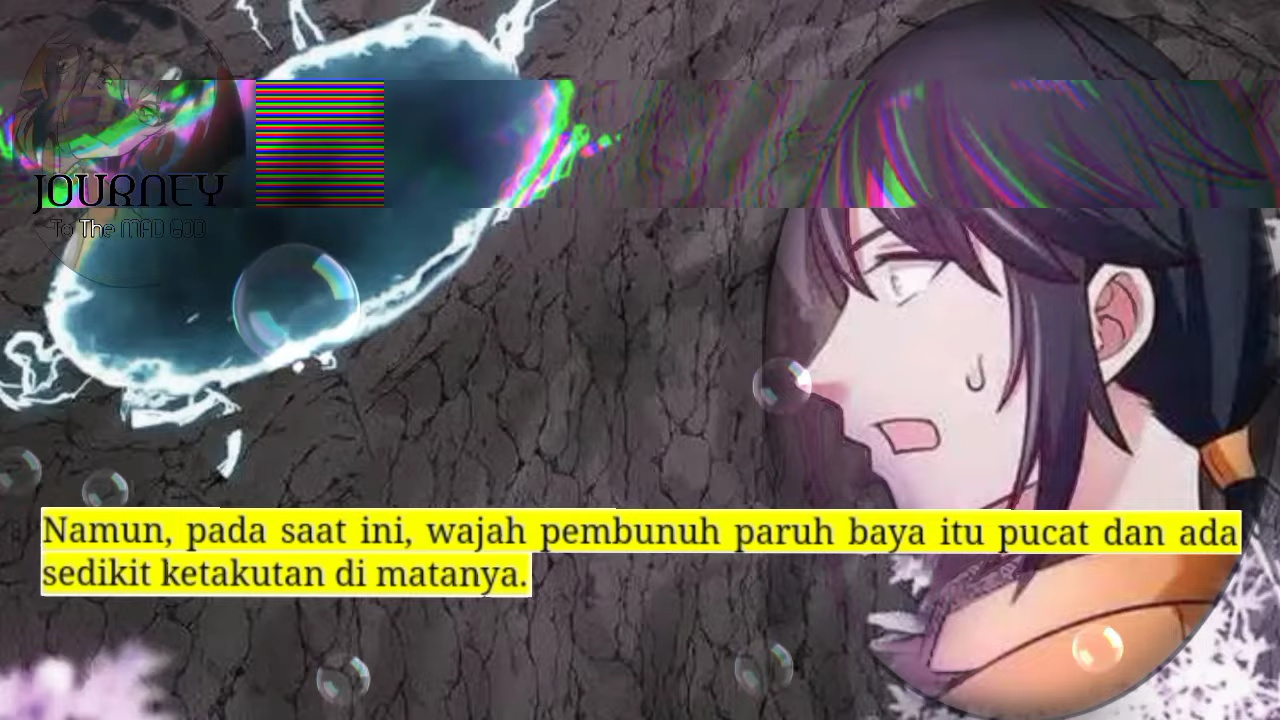 JOURNEY
To The MAD GOD
Namun, pada saat ini, wajah pembunuh paruh baya itu pucat dan ada
sedikit ketakutan di matanya.